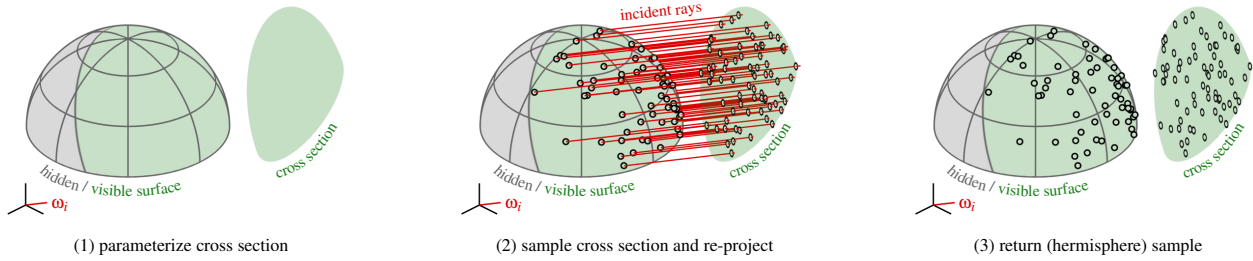 cross section
hidden / visible surface
ωi
(1) parameterize cross section
incident rays
cross section
hidden / visible surface
ωi
(2) sample cross section and re-project
cross section
hidden / visible surface
ωi
(3) return (hermisphere) sample